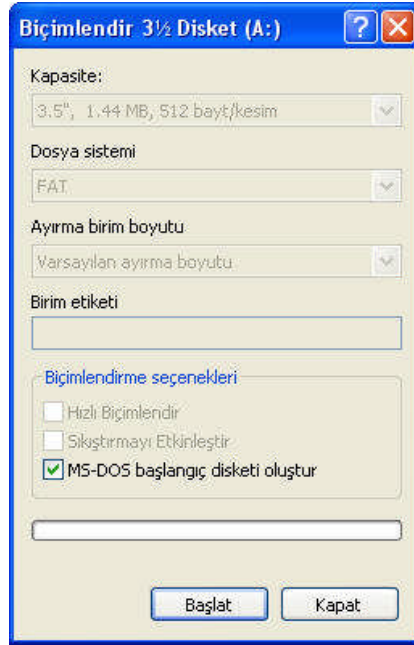 Biçimlendir 3½ Disket (A:)
Kapasite:
3.5", 1.44 MB, 512 bayt/kesim
Dosya sistemi
FAT
Ayırma birim boyutu
Varsayılan ayırma boyutu
Birim etiketi
Biçimlendirme seçenekleri
Hızlı Biçimlendir
Sıkıştırmayı Etkinleştir
MS-DOS başlangıç disketi oluştur
Başlat Kapat